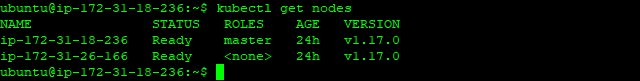 ubuntu@ip-172-31-18-236:~$ kubectl get nodes
NAME STATUS ROLES AGE VERSION
ip-172-31-18-236 Ready master 24h v1.17.0
ip-172-31-26-166 Ready <none> 24h v1.17.0
ubuntu@ip-172-31-18-236:~$